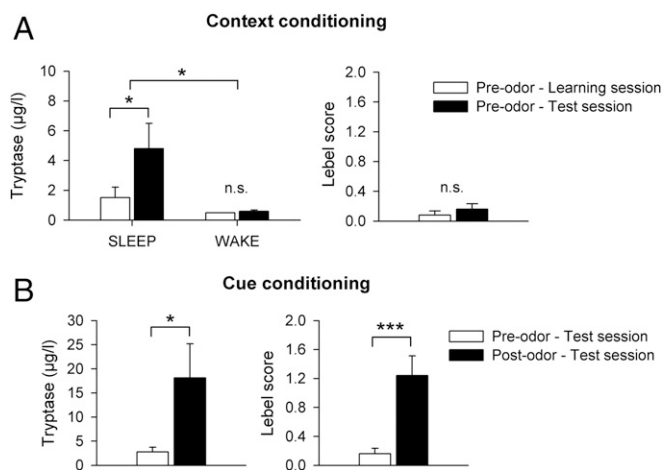 A
Context conditioning
Tryptase (µg/l)
10
8
6
4
2
0
*
*
n.s.
SLEEP
WAKE
Lebel score
2.0
1.6
1.2
0.8
0.4
0.0
n.s.
Pre-odor - Learning session
Pre-odor - Test session
B
Cue conditioning
Tryptase (µg/l)
30
25
20
15
10
5
0
*
Lebel score
2.0
1.6
1.2
0.8
0.4
0.0
***
Pre-odor - Test session
Post-odor - Test session